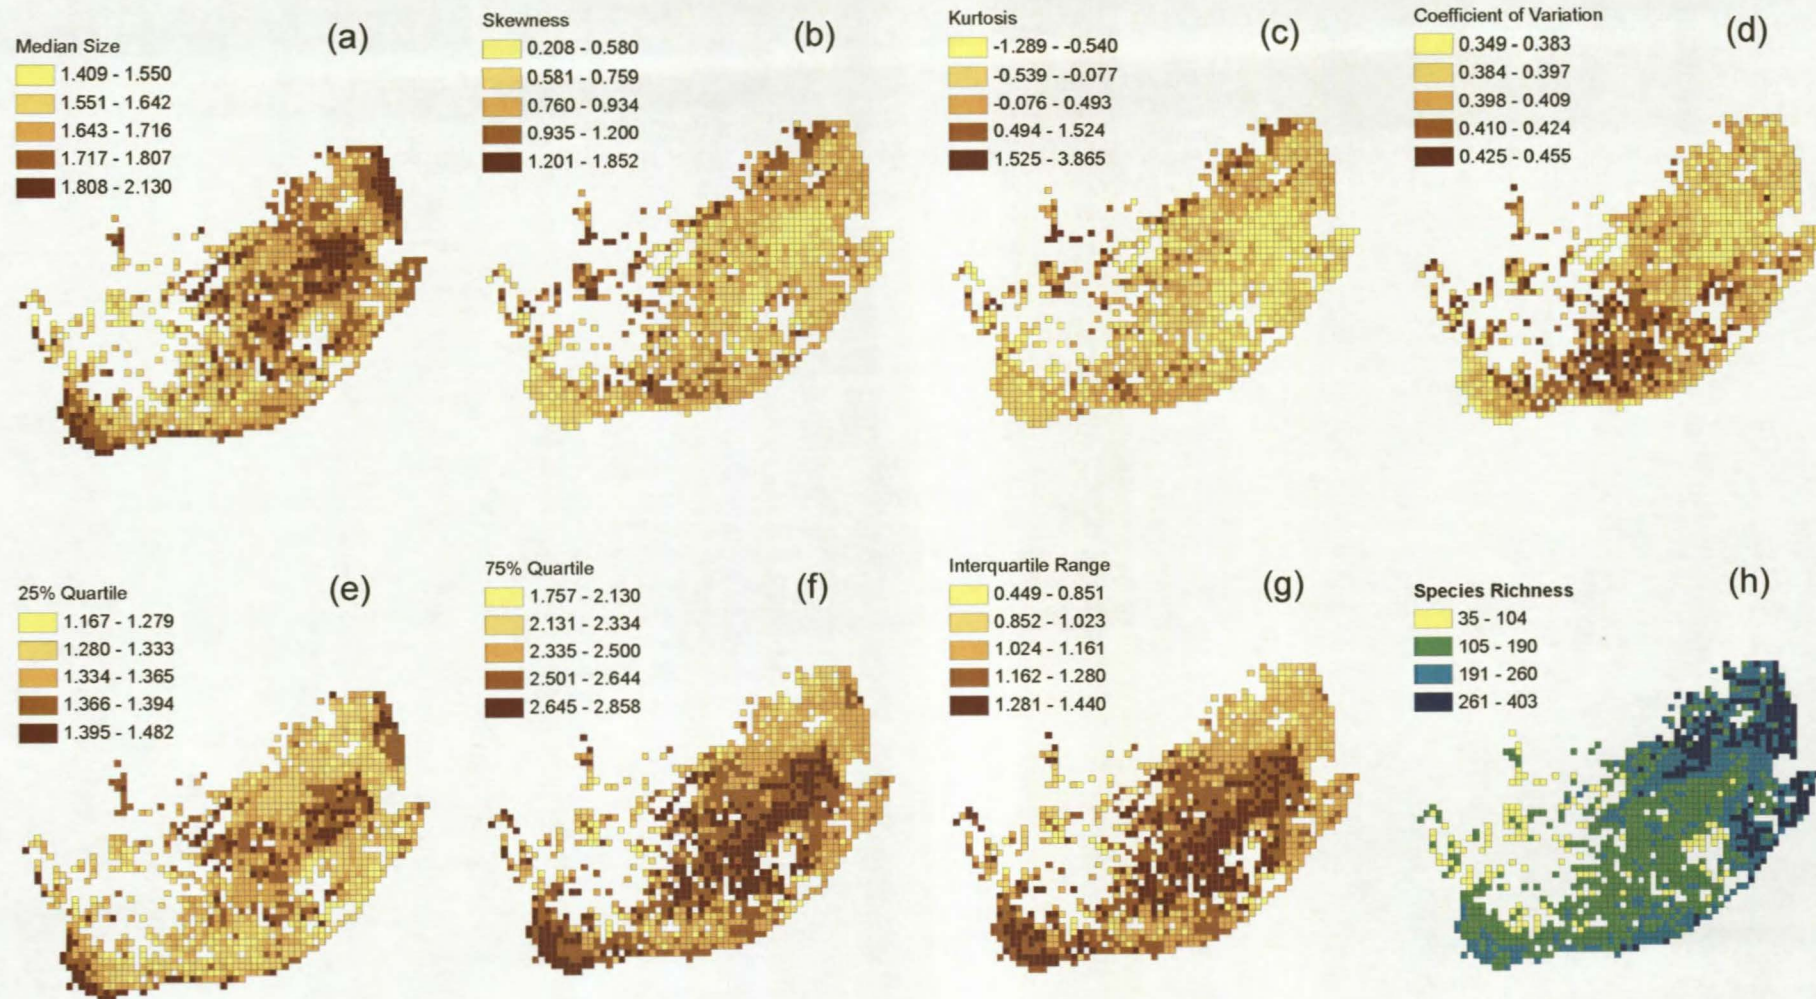 Median Size
1.409 - 1.550
1.551 - 1.642
1.643 - 1.716
1.717 - 1.807
1.808 - 2.130
(a)
Skewness
0.208 - 0.580
0.581 - 0.759
0.760 - 0.934
0.935 - 1.200
1.201 - 1.852
(b)
Kurtosis
-1.289 - -0.540
-0.539 - -0.077
-0.076 - 0.493
0.494 - 1.524
1.525 - 3.865
(c)
Coefficient of Variation
0.349 - 0.383
0.384 - 0.397
0.398 - 0.409
0.410 - 0.424
0.425 - 0.455
(d)
25% Quartile
1.167 - 1.279
1.280 - 1.333
1.334 - 1.365
1.366 - 1.394
1.395 - 1.482
(e)
75% Quartile
1.757 - 2.130
2.131 - 2.334
2.335 - 2.500
2.501 - 2.644
2.645 - 2.858
(f)
Interquartile Range
0.449 - 0.851
0.852 - 1.023
1.024 - 1.161
1.162 - 1.280
1.281 - 1.440
(g)
Species Richness
35 - 104
105 - 190
191 - 260
261 - 403
(h)